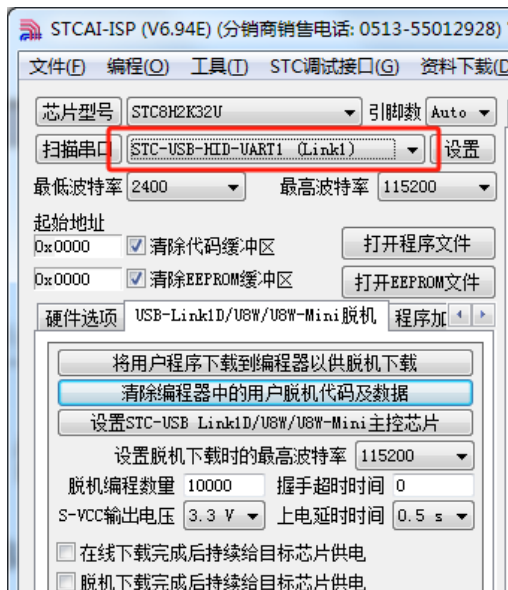 STCAI-ISP (V6.94E) (分销商销售电话: 0513-55012928)
文件(F) 编程(O) 工具(T) STC调试接口(G) 资料下载(D
芯片型号 STC8H2K32U 引脚数 Auto
扫描串口 STC-USB-HID-UART1 (Link1) 设置
最低波特率 2400 最高波特率 115200
起始地址
0x0000 清除代码缓冲区 打开程序文件
0x0000 清除EEPROM缓冲区 打开EEPROM文件
硬件选项 USB-Link1D/U8W/U8W-Mini脱机 程序加
将用户程序下载到编程器以供脱机下载
清除编程器中的用户脱机代码及数据
设置STC-USB Link1D/U8W/U8W-Mini主控芯片
设置脱机下载时的最高波特率 115200
脱机编程数量 10000 握手超时时间 0
S-VCC输出电压 3.3 V 上电延时时间 0.5 s
在线下载完成后持续给目标芯片供电
脱机下载完成后持续给目标芯片供电